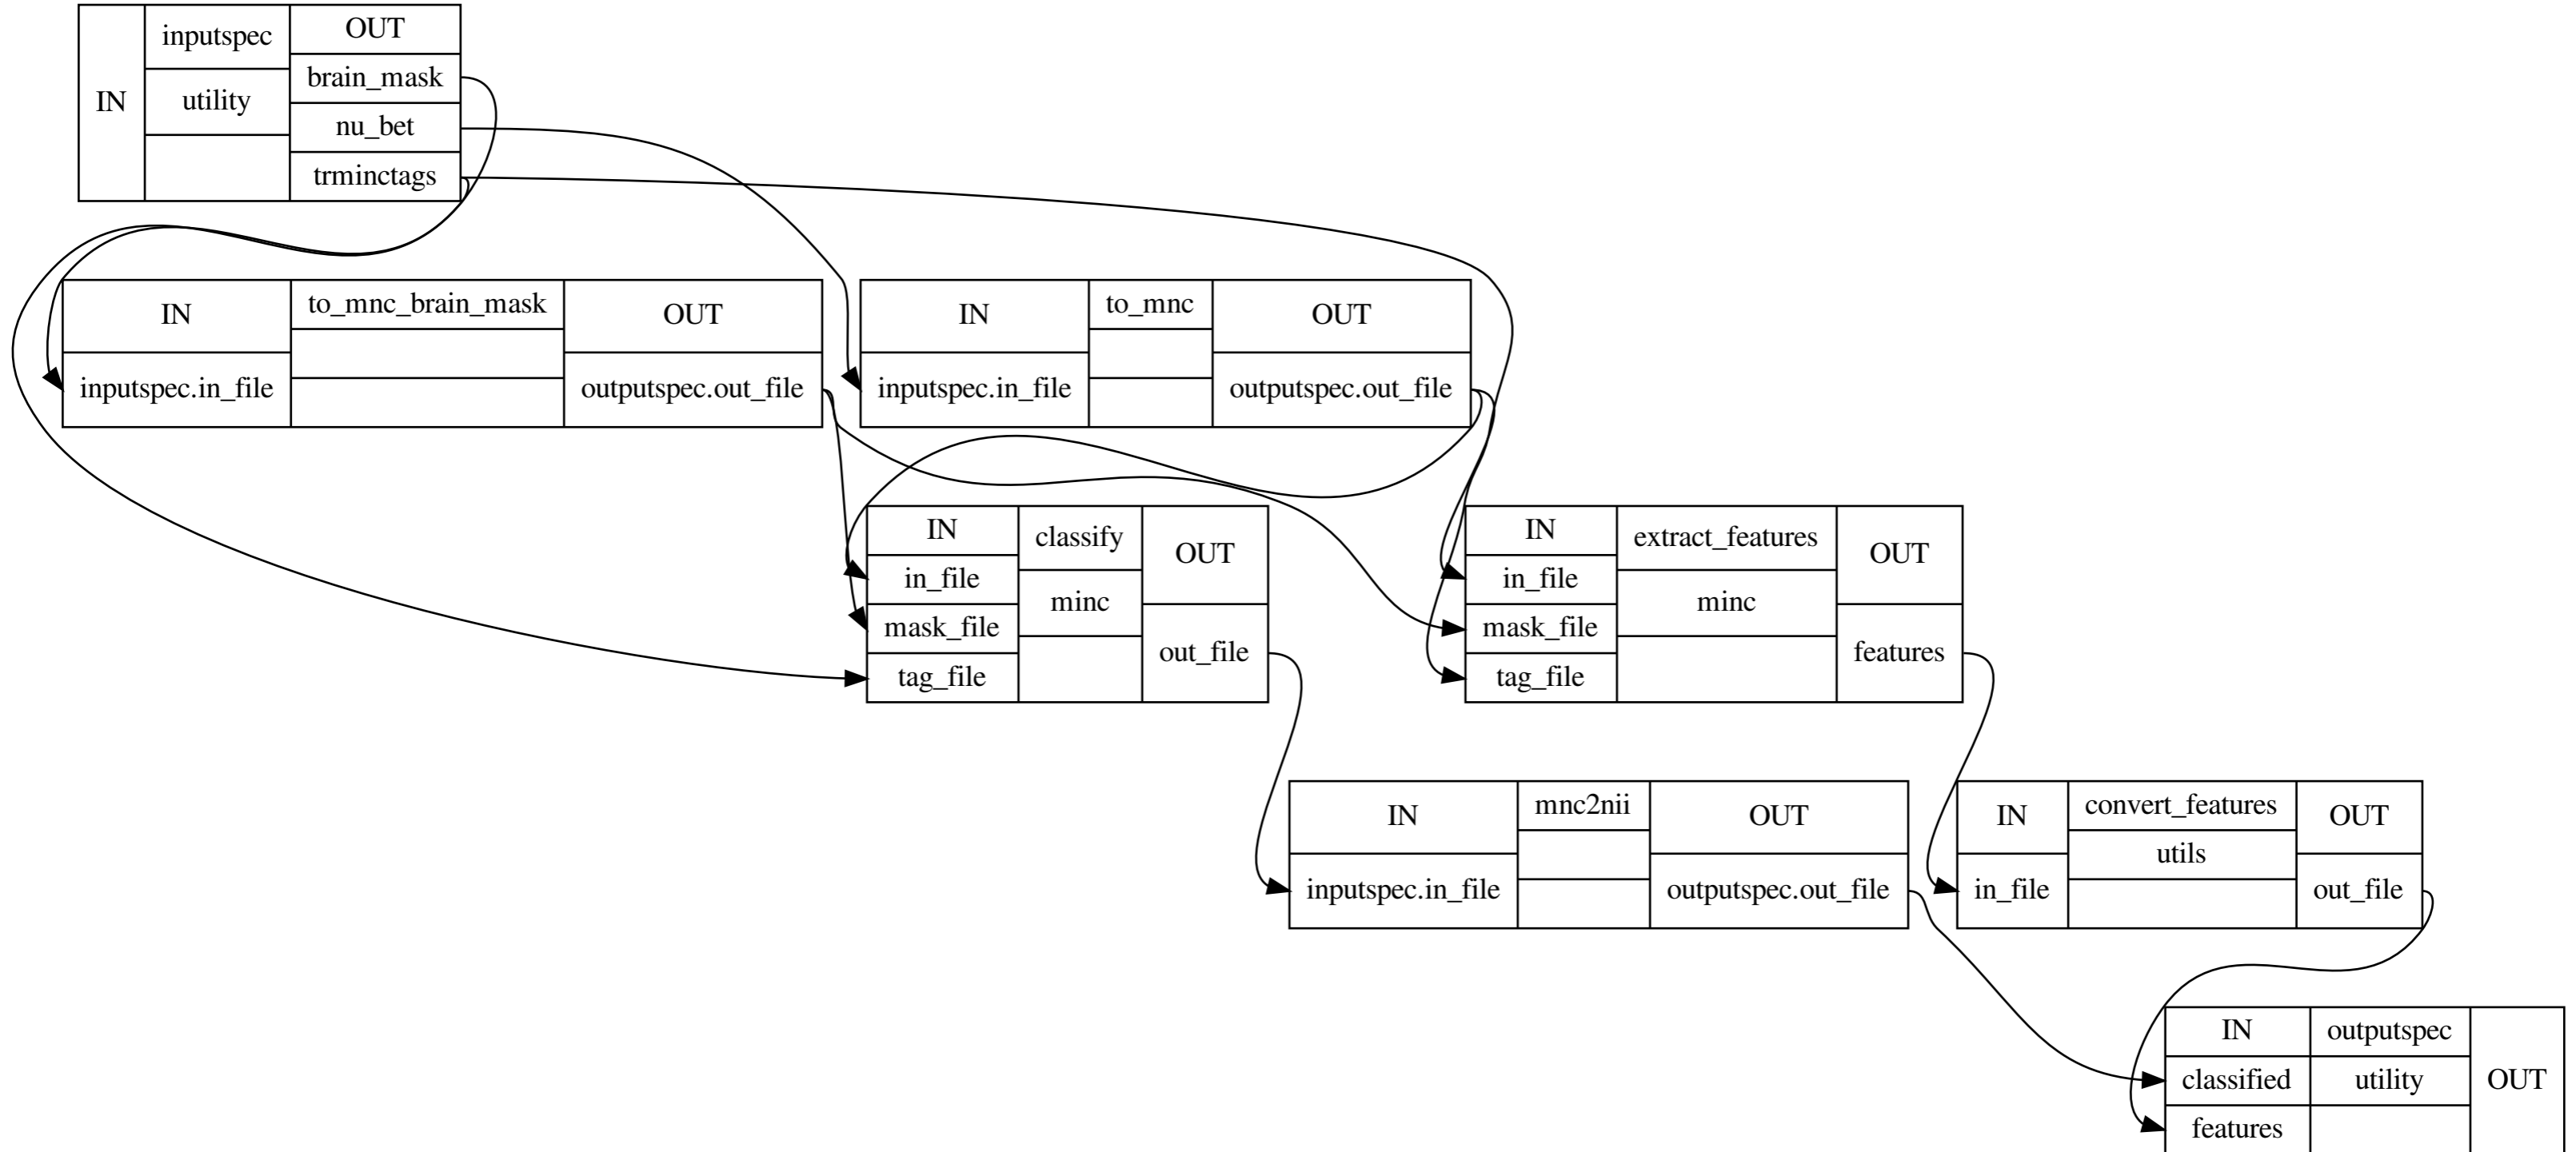 IN
inputspec
utility
OUT
brain_mask
nu_bet
trminctags
IN
inputspec.in_file
to_mnc_brain_mask
OUT
outputspec.out_file
IN
inputspec.in_file
to_mnc
OUT
outputspec.out_file
IN
in_file
mask_file
tag_file
classify
minc
OUT
out_file
IN
in_file
mask_file
tag_file
extract_features
minc
OUT
features
IN
inputspec.in_file
mnc2nii
OUT
outputspec.out_file
IN
in_file
convert_features
utils
OUT
out_file
IN
classified
features
outputspec
utility
OUT